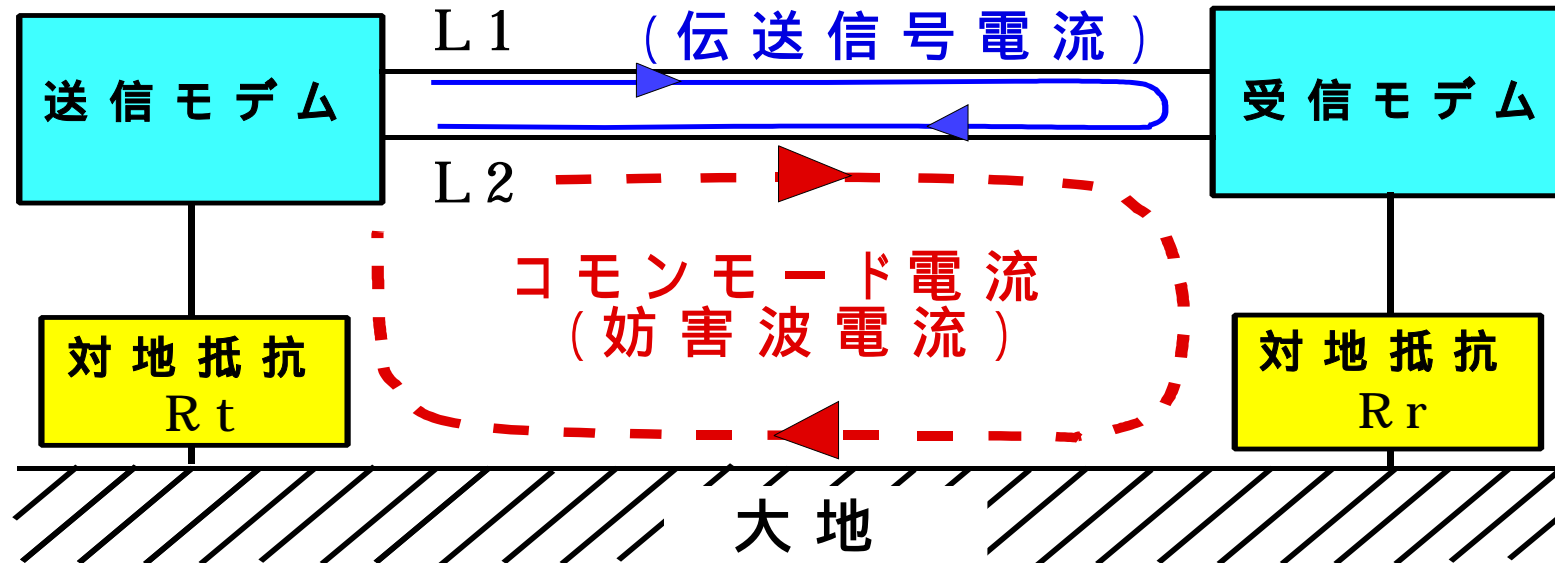 L1
(伝送信号電流)
送信モデム
受信モデム
L2
コモンモード電流
(妨害波電流)
対地抵抗
Rt
対地抵抗
Rr
大地